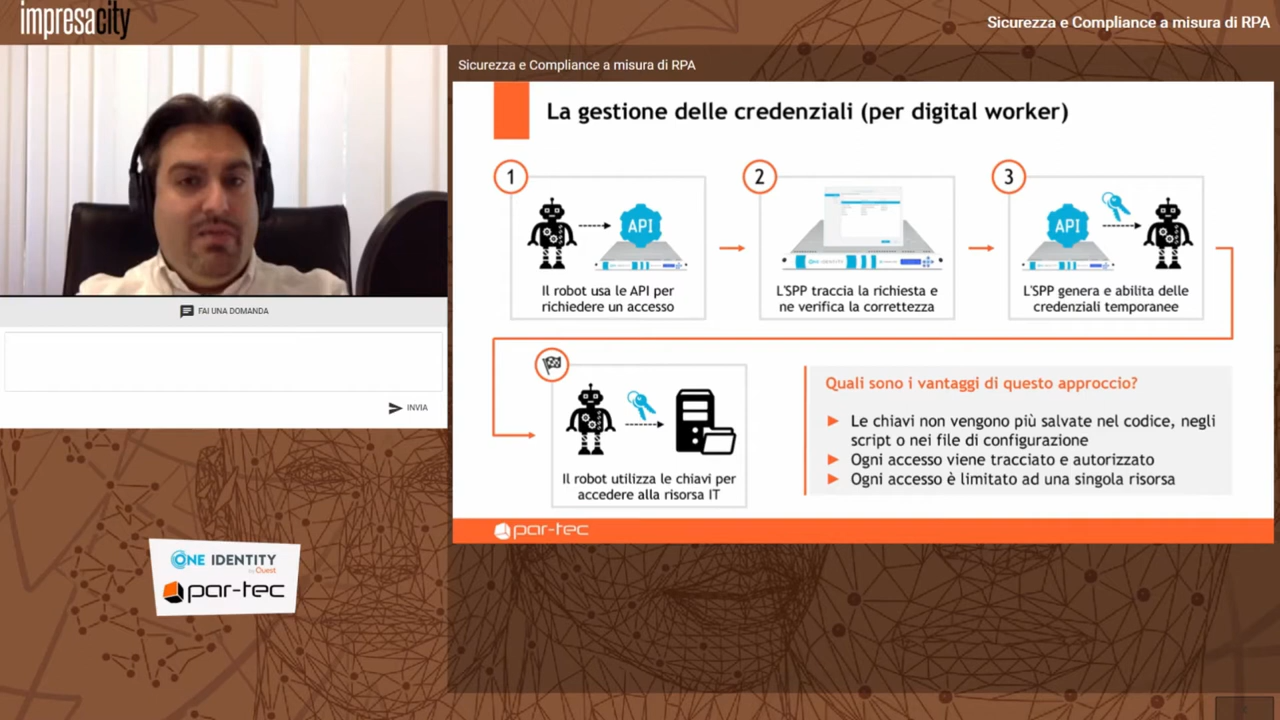 impresacity
Sicurezza e Compliance a misura di RPA
Sicurezza e Compliance a misura di RPA
La gestione delle credenziali (per digital worker)
1
API
Il robot usa le API per
richiedere un accesso
2
ONE IDENTITY
L'SPP traccia la richiesta e
ne verifica la correttezza
3
API
L'SPP genera e abilita delle
credenziali temporanee
Il robot utilizza le chiavi per
accedere alla risorsa IT
Quali sono i vantaggi di questo approccio?
Le chiavi non vengono più salvate nel codice, negli
script o nei file di configurazione
Ogni accesso viene tracciato e autorizzato
Ogni accesso è limitato ad una singola risorsa
par-tec
FAI UNA DOMANDA
INVIA
ONE IDENTITY
by Quest
par-tec